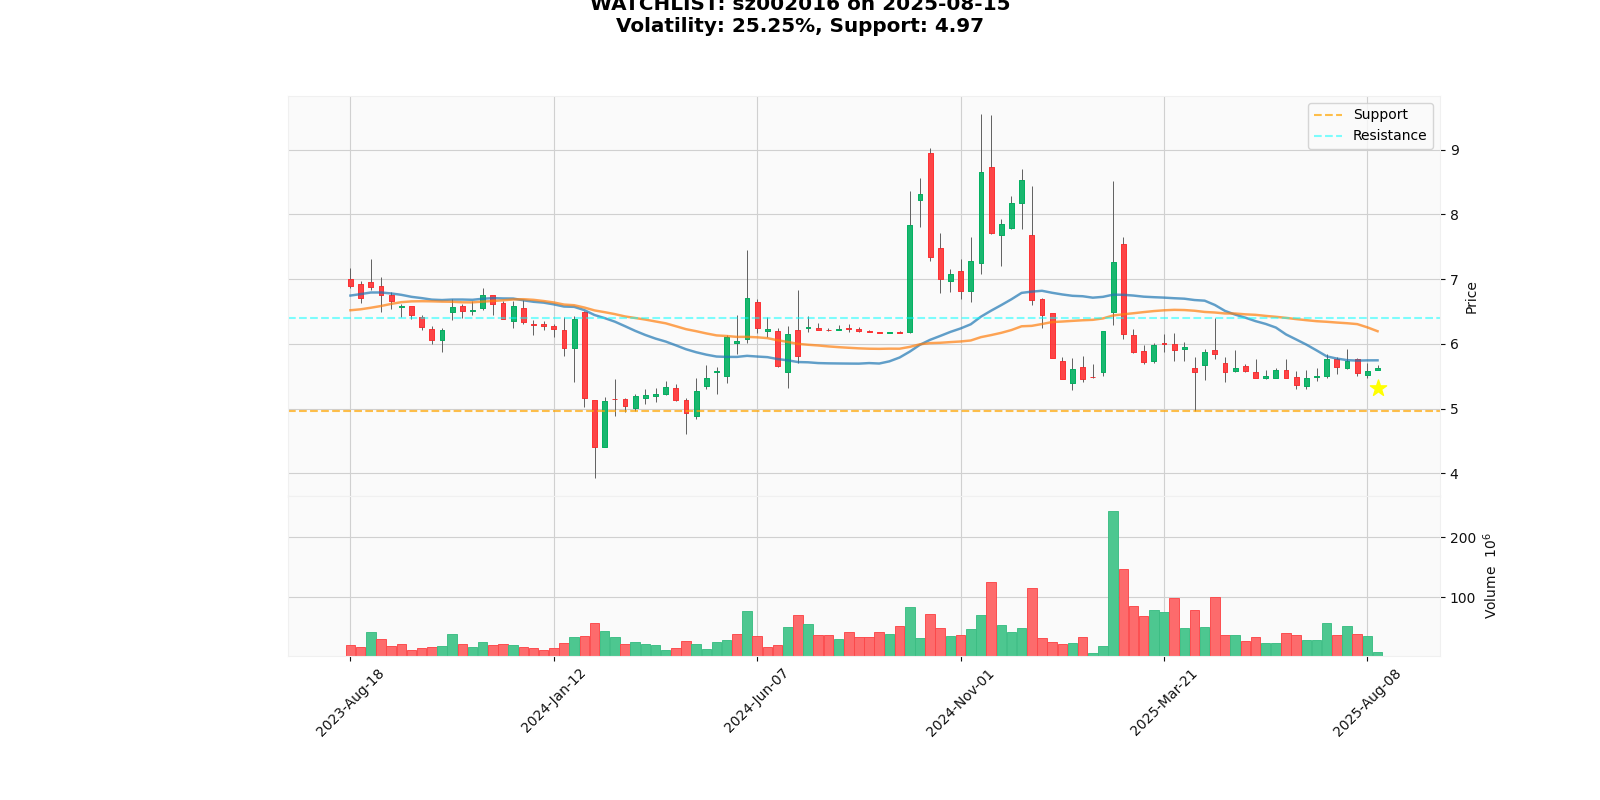 WATCHLIST: sz002016 on 2025-08-15
Volatility: 25.25%, Support: 4.97
Support
Resistance
9
8
7
6
5
4
Price
200
100
Volume 10⁶
2023-Aug-18
2024-Jan-12
2024-Jun-07
2024-Nov-01
2025-Mar-21
2025-Aug-08